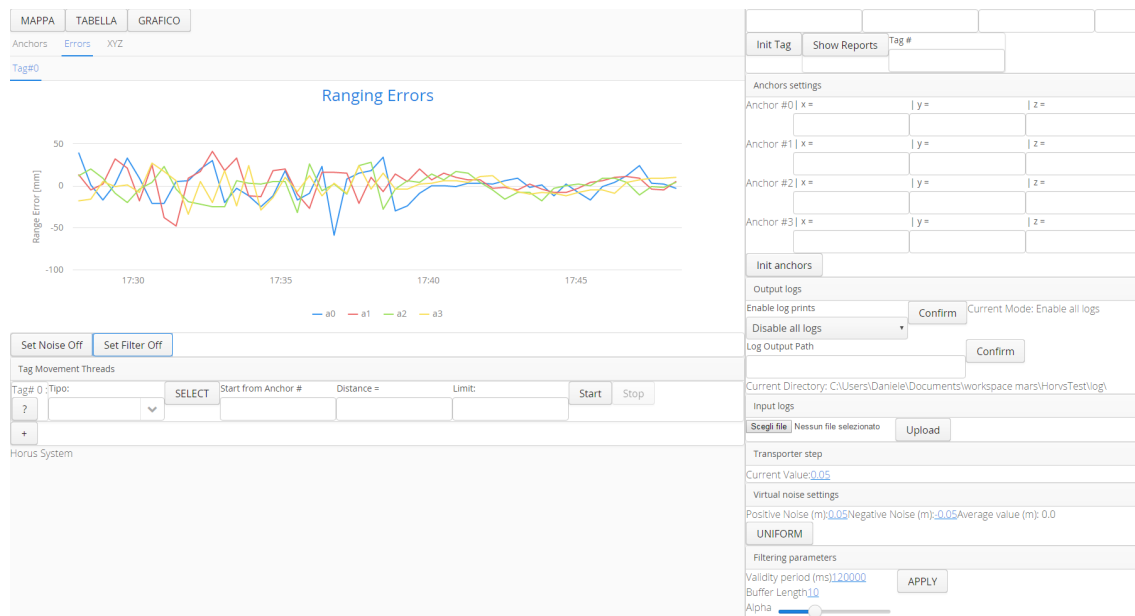 MAPPA TABELLA GRAFICO
Anchors Errors XYZ
Tag#0
Ranging Errors
Range Error [mm]
50
0
-50
-100
17:30 17:35 17:40 17:45
a0 a1 a2 a3
Set Noise Off Set Filter Off
Tag Movement Threads
Tag# 0 : Tipo: SELECT Start from Anchor # Distance = Limit: Start Stop
?
+
Horus System
Init Tag Show Reports Tag #
Anchors settings
Anchor #0 | x = | y = | z =
Anchor #1 | x = | y = | z =
Anchor #2 | x = | y = | z =
Anchor #3 | x = | y = | z =
Init anchors
Output logs
Enable log prints Confirm Current Mode: Enable all logs
Disable all logs
Log Output Path Confirm
Current Directory: C:\Users\Daniele\Documents\workspace mars\HorvsTest\log\
Input logs
Scegli file Nessun file selezionato Upload
Transporter step
Current Value:0.05
Virtual noise settings
Positive Noise (m):0.05Negative Noise (m):-0.05Average value (m): 0.0
UNIFORM
Filtering parameters
Validity period (ms)120000 APPLY
Buffer Length10
Alpha